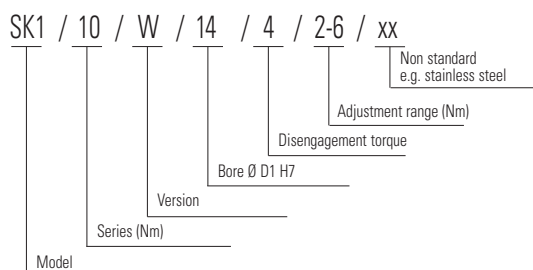 SK1 / 10 / W / 14 / 4 / 2-6 / xx
Non standard
e.g. stainless steel
Adjustment range (Nm)
Disengagement torque
Bore Ø D1 H7
Version
Series (Nm)
Model